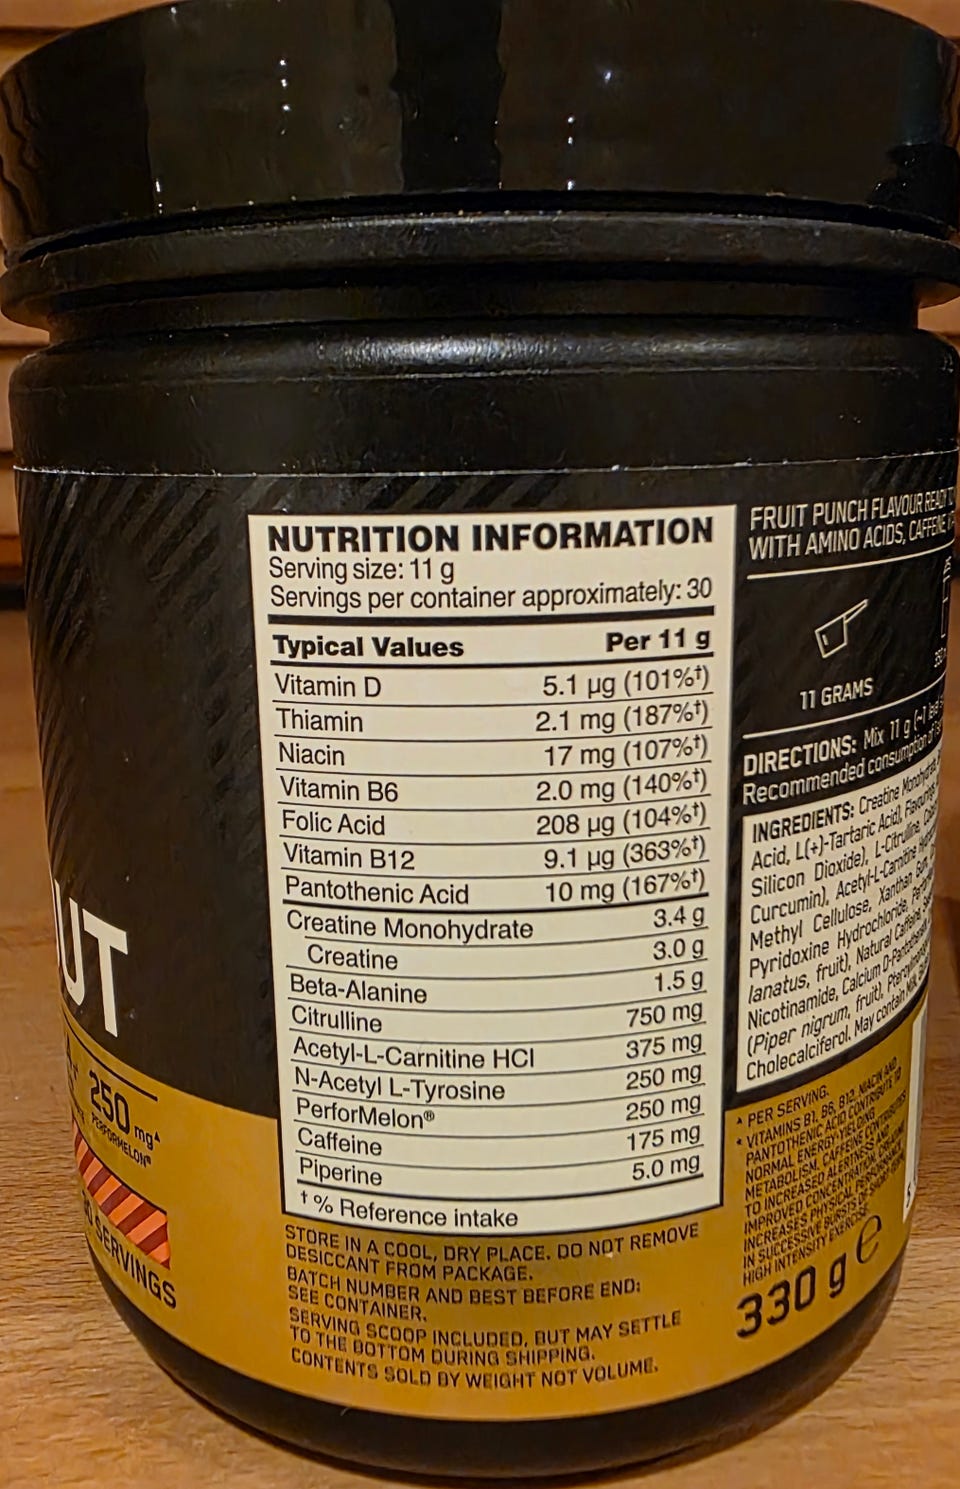 UT
250 mg▲
PERFORMELON®
SERVINGS
NUTRITION INFORMATION
Serving size: 11 g
Servings per container approximately: 30
Typical Values Per 11 g
Vitamin D 5.1 µg (101%†)
Thiamin 2.1 mg (187%†)
Niacin 17 mg (107%†)
Vitamin B6 2.0 mg (140%†)
Folic Acid 208 µg (104%†)
Vitamin B12 9.1 µg (363%†)
Pantothenic Acid 10 mg (167%†)
Creatine Monohydrate 3.4 g
Creatine 3.0 g
Beta-Alanine 1.5 g
Citrulline 750 mg
Acetyl-L-Carnitine HCl 375 mg
N-Acetyl L-Tyrosine 250 mg
PerforMelon® 250 mg
Caffeine 175 mg
Piperine 5.0 mg
† % Reference intake
STORE IN A COOL, DRY PLACE. DO NOT REMOVE
DESICCANT FROM PACKAGE.
BATCH NUMBER AND BEST BEFORE END:
SEE CONTAINER.
SERVING SCOOP INCLUDED, BUT MAY SETTLE
TO THE BOTTOM DURING SHIPPING.
CONTENTS SOLD BY WEIGHT NOT VOLUME.
FRUIT PUNCH FLAVOUR READY
WITH AMINO ACIDS, CAFFEINE
11 GRAMS
DIRECTIONS: Mix 11 g (~1
Recommended consumption
INGREDIENTS: Creatine Monohydrate,
Acid, L(+)-Tartaric Acid), Flavourings
Silicon Dioxide), L-Citrulline,
Curcumin), Acetyl-L-Carnitine
Methyl Cellulose, Xanthan Gum,
Pyridoxine Hydrochloride,
lanatus, fruit), Natural Caffeine,
Nicotinamide, Calcium D-Pantothenate,
(Piper nigrum, fruit),
Cholecalciferol. May contain Milk,
▲ PER SERVING.
* VITAMINS B1, B6, B12, NIACIN AND
PANTOTHENIC ACID CONTRIBUTE TO
NORMAL ENERGY-YIELDING
METABOLISM. CAFFEINE CONTRIBUTES
TO INCREASED ALERTNESS AND
IMPROVED CONCENTRATION. CREATINE
INCREASES PHYSICAL PERFORMANCE
IN SUCCESSIVE BURSTS OF SHORT-TERM,
HIGH INTENSITY EXERCISE.
330 g ℮